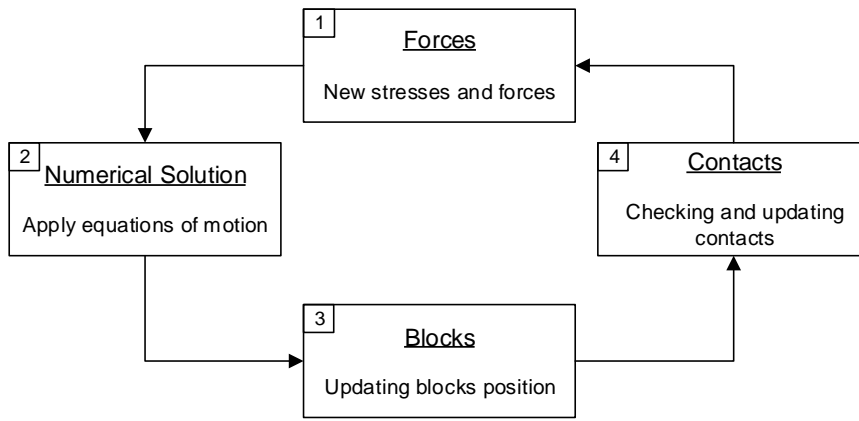 1
Forces
New stresses and forces
2
Numerical Solution
Apply equations of motion
3
Blocks
Updating blocks position
4
Contacts
Checking and updating
contacts